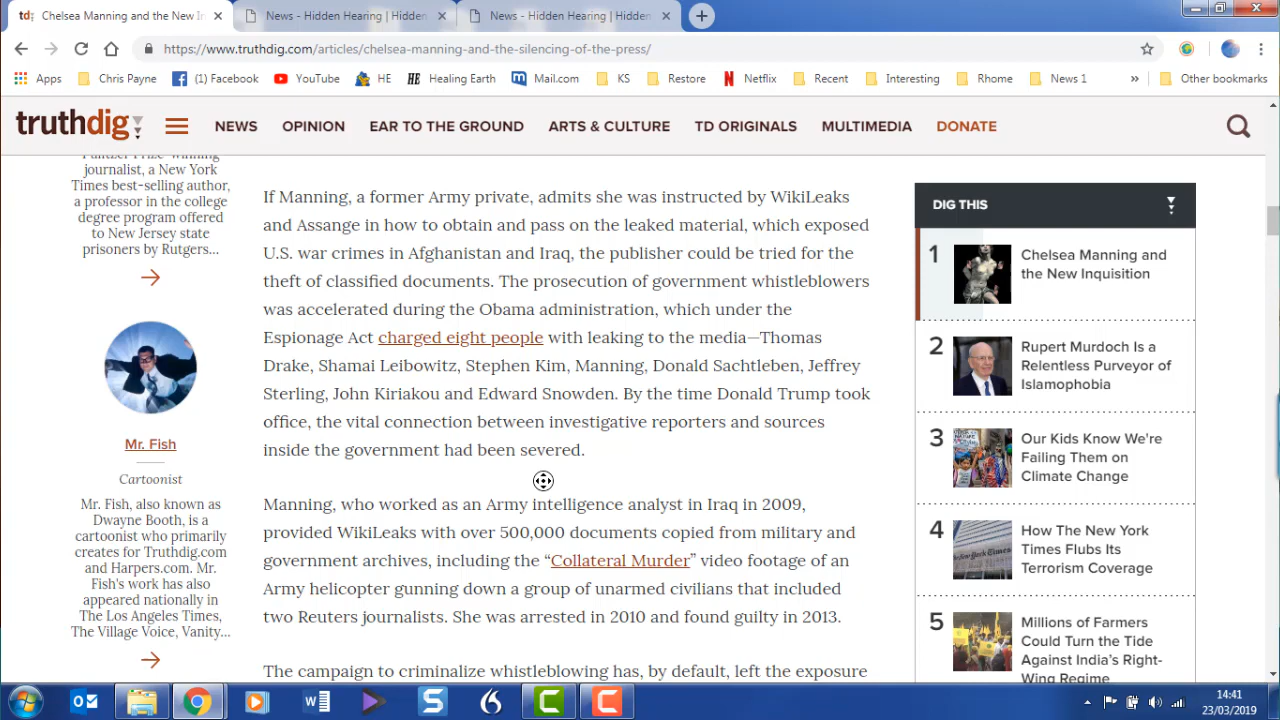 Chelsea Manning and the New In
News - Hidden Hearing | Hidden
News - Hidden Hearing | Hidden
https://www.truthdig.com/articles/chelsea-manning-and-the-silencing-of-the-press/
Apps
Chris Payne
(1) Facebook
YouTube
HE
Healing Earth
Mail.com
KS
Restore
Netflix
Recent
Interesting
Rhome
News 1
»
Other bookmarks
truthdig
NEWS
OPINION
EAR TO THE GROUND
ARTS & CULTURE
TD ORIGINALS
MULTIMEDIA
DONATE
Pulitzer Prize-winning
journalist, a New York
Times best-selling author,
a professor in the college
degree program offered
to New Jersey state
prisoners by Rutgers...
Mr. Fish
Cartoonist
Mr. Fish, also known as
Dwayne Booth, is a
cartoonist who primarily
creates for Truthdig.com
and Harpers.com. Mr.
Fish's work has also
appeared nationally in
The Los Angeles Times,
The Village Voice, Vanity...
If Manning, a former Army private, admits she was instructed by WikiLeaks
and Assange in how to obtain and pass on the leaked material, which exposed
U.S. war crimes in Afghanistan and Iraq, the publisher could be tried for the
theft of classified documents. The prosecution of government whistleblowers
was accelerated during the Obama administration, which under the
Espionage Act charged eight people with leaking to the media—Thomas
Drake, Shamai Leibowitz, Stephen Kim, Manning, Donald Sachtleben, Jeffrey
Sterling, John Kiriakou and Edward Snowden. By the time Donald Trump took
office, the vital connection between investigative reporters and sources
inside the government had been severed.
Manning, who worked as an Army intelligence analyst in Iraq in 2009,
provided WikiLeaks with over 500,000 documents copied from military and
government archives, including the “Collateral Murder” video footage of an
Army helicopter gunning down a group of unarmed civilians that included
two Reuters journalists. She was arrested in 2010 and found guilty in 2013.
The campaign to criminalize whistleblowing has, by default, left the exposure
DIG THIS
1
Chelsea Manning and
the New Inquisition
2
Rupert Murdoch Is a
Relentless Purveyor of
Islamophobia
3
Our Kids Know We're
Failing Them on
Climate Change
4
How The New York
Times Flubs Its
Terrorism Coverage
5
Millions of Farmers
Could Turn the Tide
Against India's Right-
Wing Regime
14:41
23/03/2019